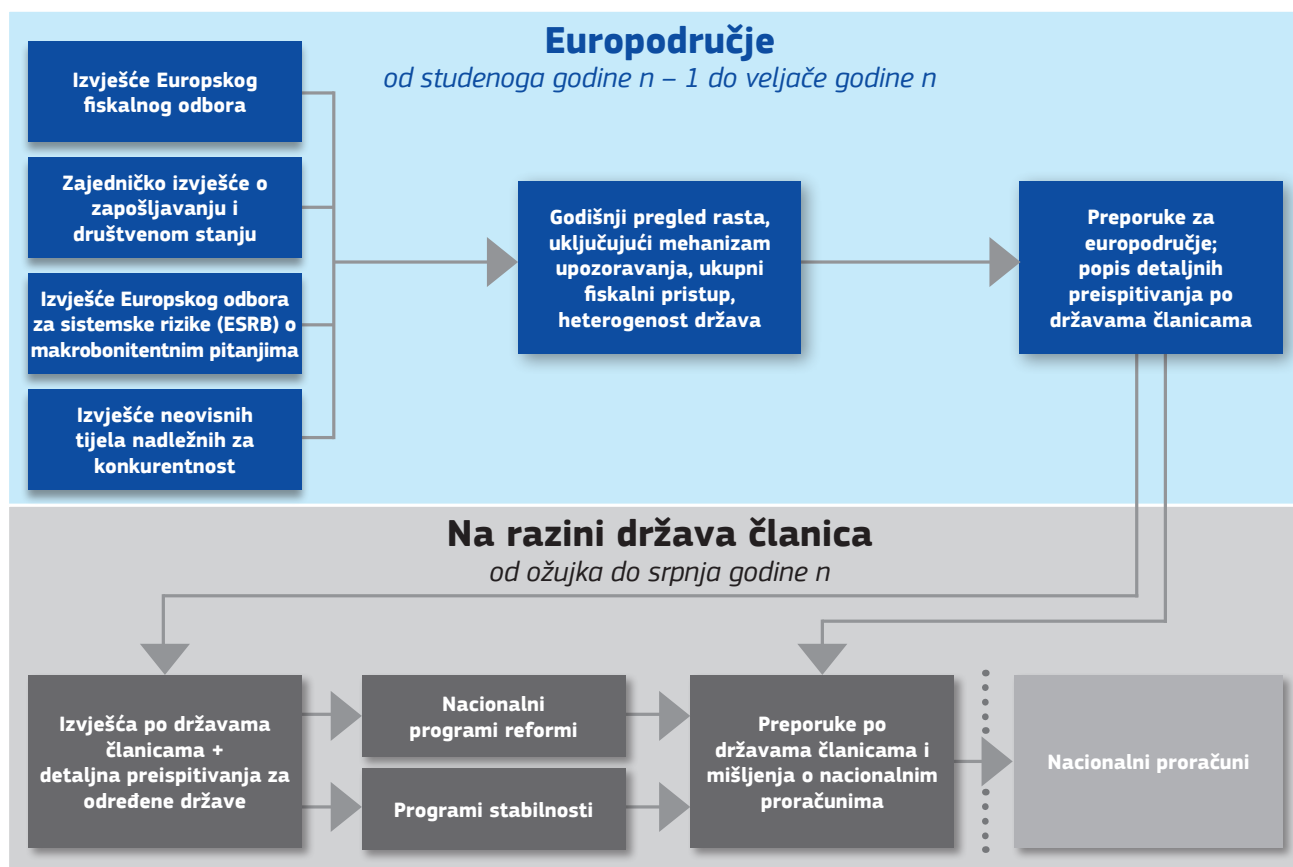 Europodručje
od studenoga godine n – 1 do veljače godine n
Izvješće Europskog
fiskalnog odbora
Zajedničko izvješće o
zapošljavanju i
društvenom stanju
Izvješće Europskog odbora
za sistemske rizike (ESRB) o
makrobonitentnim pitanjima
Izvješće neovisnih
tijela nadležnih za
konkurentnost
Godišnji pregled rasta,
uključujući mehanizam
upozoravanja, ukupni
fiskalni pristup,
heterogenost država
Preporuke za
europodručje;
popis detaljnih
preispitivanja po
državama članicama
Na razini država članica
od ožujka do srpnja godine n
Izvješća po državama
članicama +
detaljna preispitivanja za
određene države
Nacionalni
programi reformi
Programi stabilnosti
Preporuke po
državama članicama i
mišljenja o nacionalnim
proračunima
Nacionalni proračuni